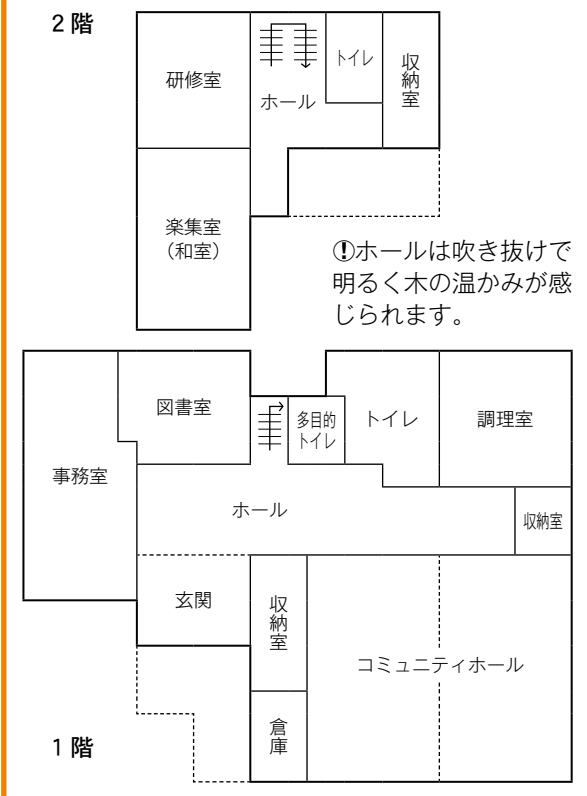 2階
研修室
ホール
トイレ
収納室
楽集室
（和室）
①ホールは吹き抜けで
明るく木の温かみが感
じられます。
図書室
多目的
トイレ
トイレ
調理室
事務室
ホール
収納室
玄関
収納室
コミュニティホール
倉庫
1階